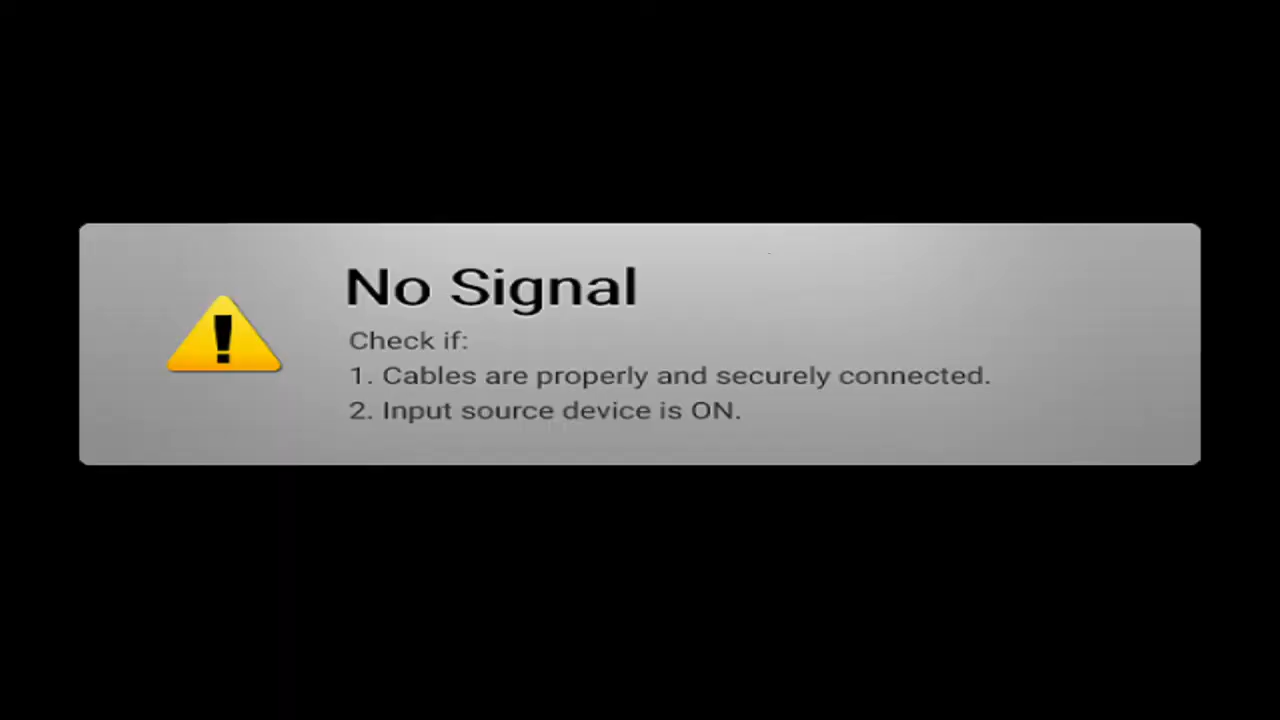 No Signal
Check if:
1. Cables are properly and securely connected.
2. Input source device is ON.